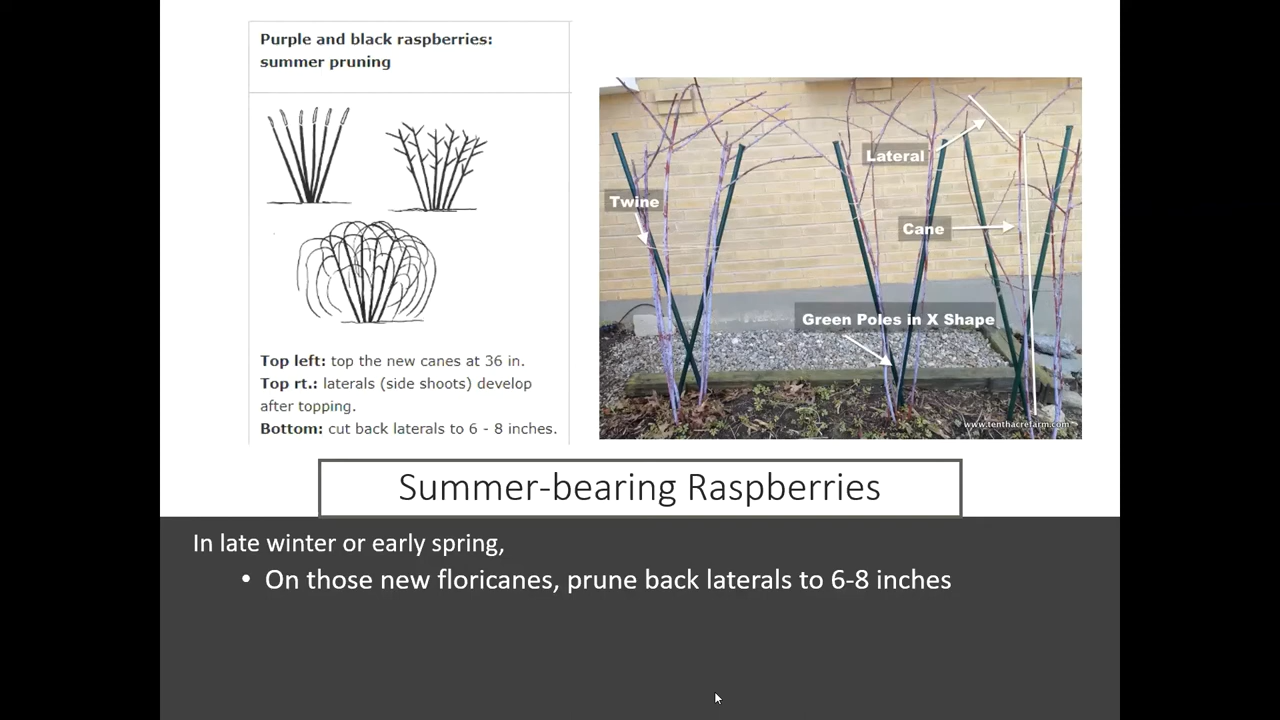 Purple and black raspberries:
summer pruning
Top left: top the new canes at 36 in.
Top rt.: laterals (side shoots) develop
after topping.
Bottom: cut back laterals to 6 - 8 inches.
Lateral
Twine
Cane
Green Poles in X Shape
www.tenthacrefarm.com
Summer-bearing Raspberries
In late winter or early spring,
• On those new floricanes, prune back laterals to 6-8 inches